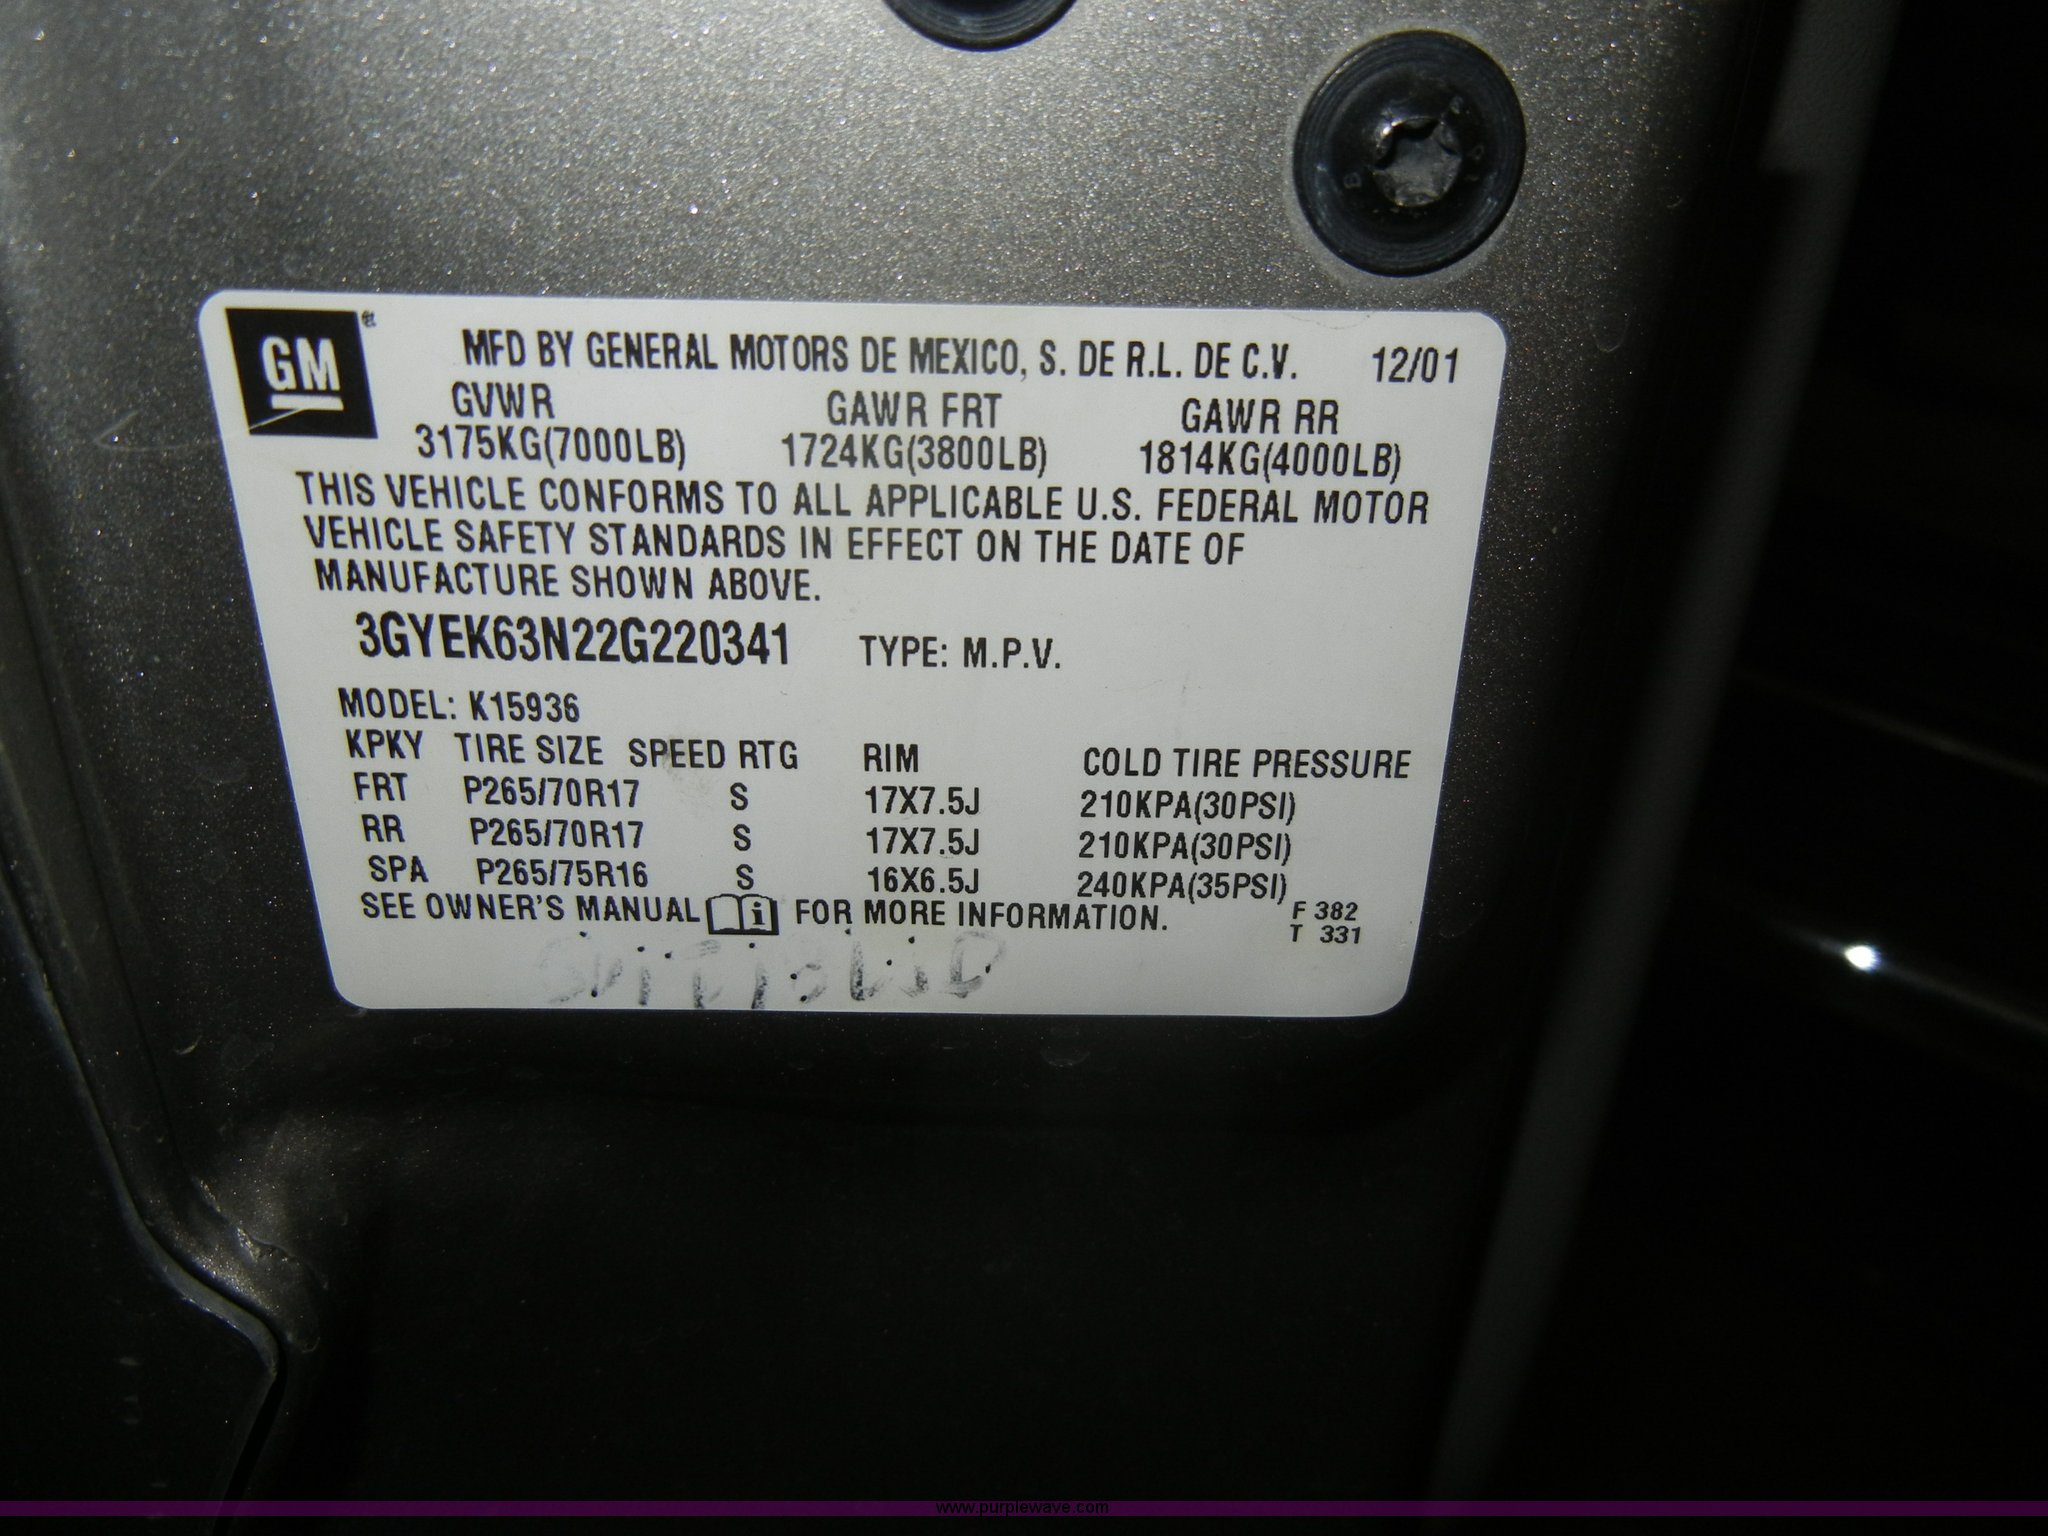 GM
MFD BY GENERAL MOTORS DE MEXICO, S. DE R.L. DE C.V. 12/01
GVWR GAWR FRT GAWR RR
3175KG(7000LB) 1724KG(3800LB) 1814KG(4000LB)
THIS VEHICLE CONFORMS TO ALL APPLICABLE U.S. FEDERAL MOTOR
VEHICLE SAFETY STANDARDS IN EFFECT ON THE DATE OF
MANUFACTURE SHOWN ABOVE.
3GYEK63N22G220341 TYPE: M.P.V.
MODEL: K15936
KPKY TIRE SIZE SPEED RTG RIM COLD TIRE PRESSURE
FRT P265/70R17 S 17X7.5J 210KPA(30PSI)
RR P265/70R17 S 17X7.5J 210KPA(30PSI)
SPA P265/75R16 S 16X6.5J 240KPA(35PSI)
SEE OWNER'S MANUAL FOR MORE INFORMATION.
F 382
T 331
www.purplewave.com